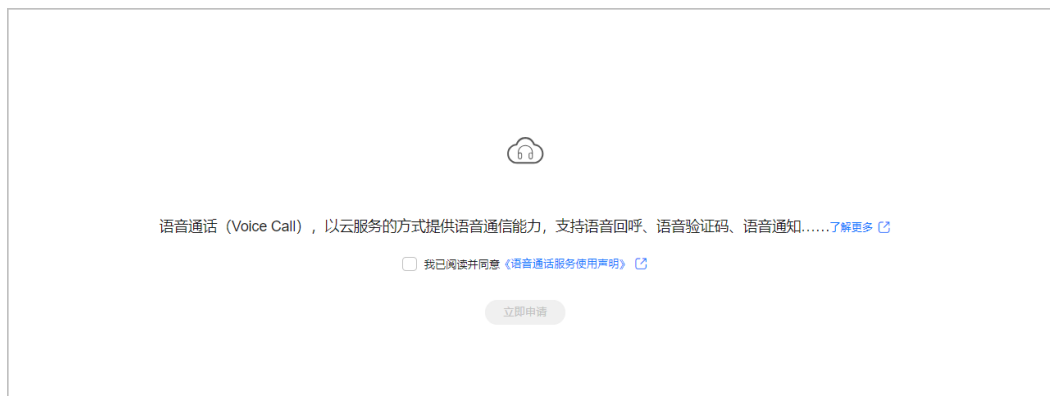 语音通话（Voice Call），以云服务的方式提供语音通信能力，支持语音回呼、语音验证码、语音通知……了解更多
我已阅读并同意《语音通话服务使用声明》
立即申请